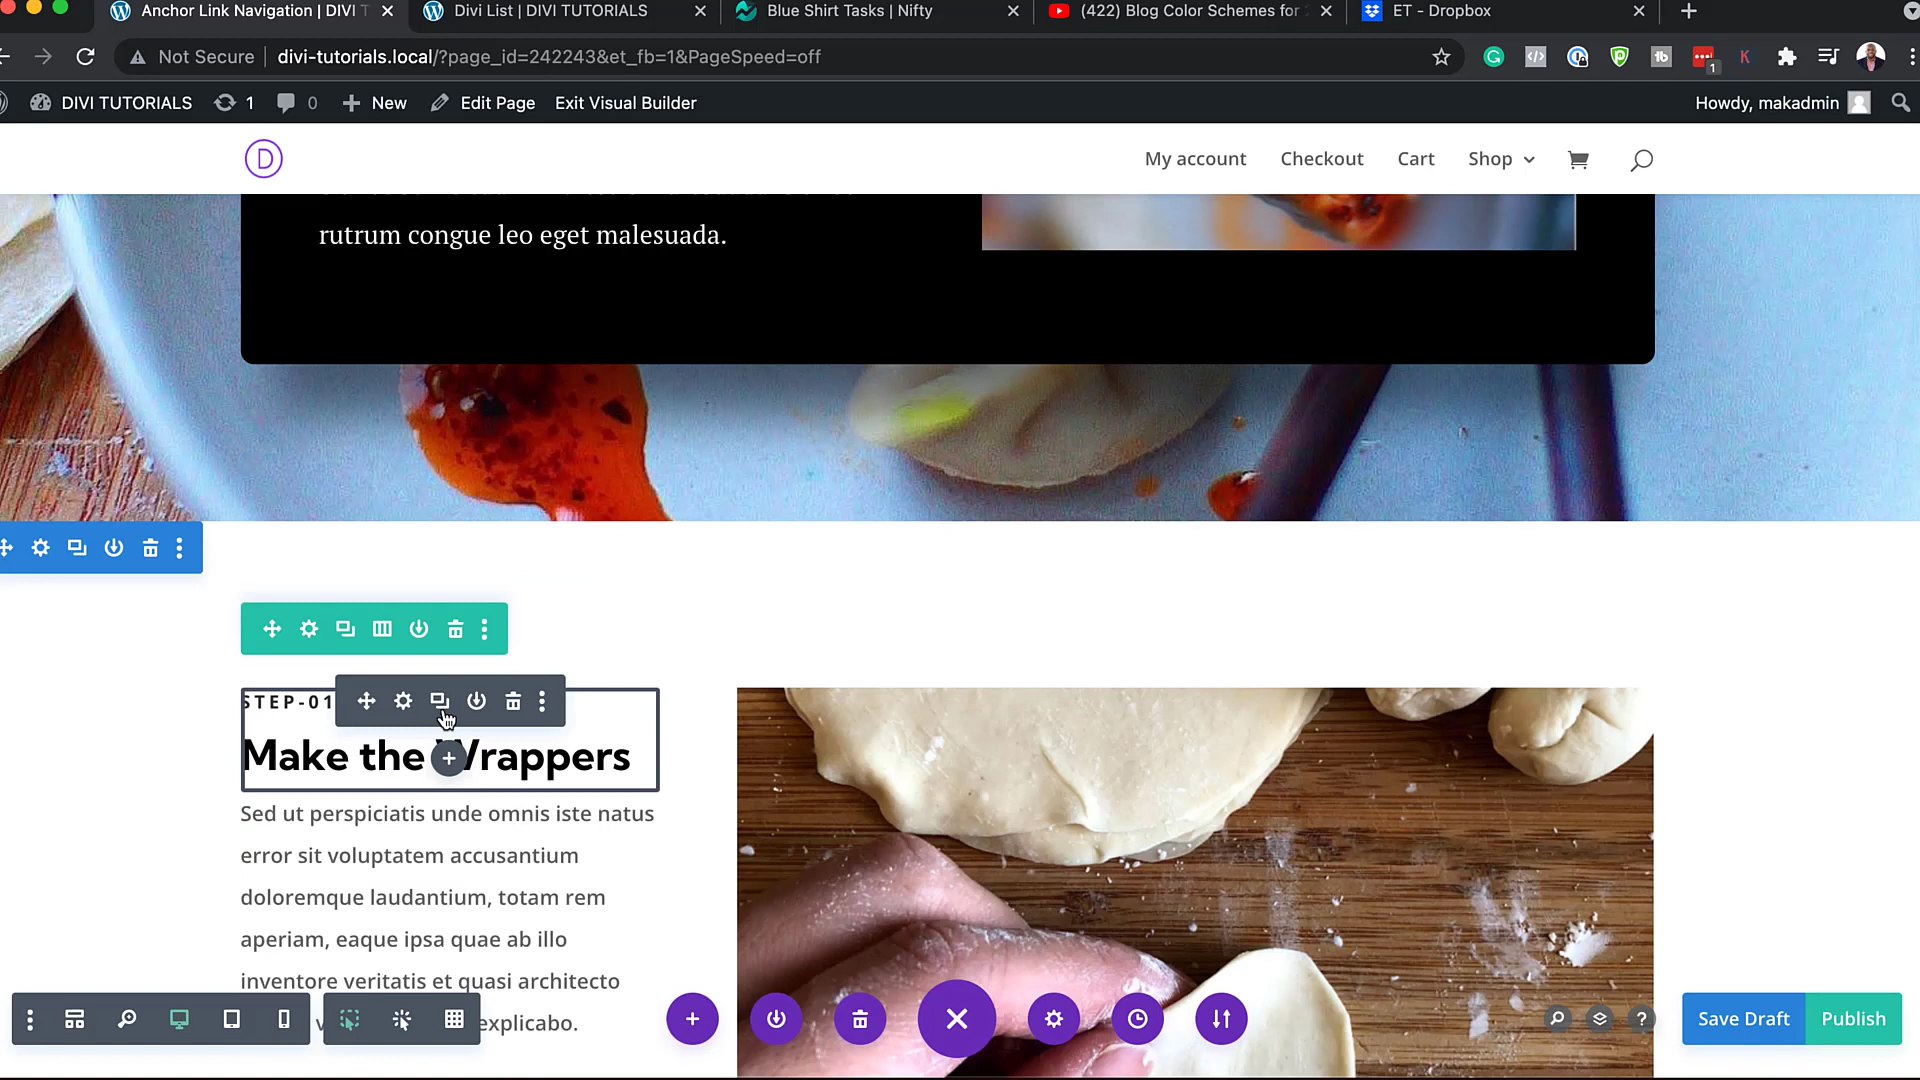 Anchor Link Navigation | DIVI T
Divi List | DIVI TUTORIALS
Blue Shirt Tasks | Nifty
(422) Blog Color Schemes for
ET - Dropbox
Not Secure
divi-tutorials.local/?page_id=242243&et_fb=1&PageSpeed=off
1
DIVI TUTORIALS
1
0
New
Edit Page
Exit Visual Builder
Howdy, makadmin
D
My account
Checkout
Cart
Shop
rutrum congue leo eget malesuada.
STEP-01
Make the Wrappers
Sed ut perspiciatis unde omnis iste natus
error sit voluptatem accusantium
doloremque laudantium, totam rem
aperiam, eaque ipsa quae ab illo
inventore veritatis et quasi architecto
explicabo.
Save Draft
Publish